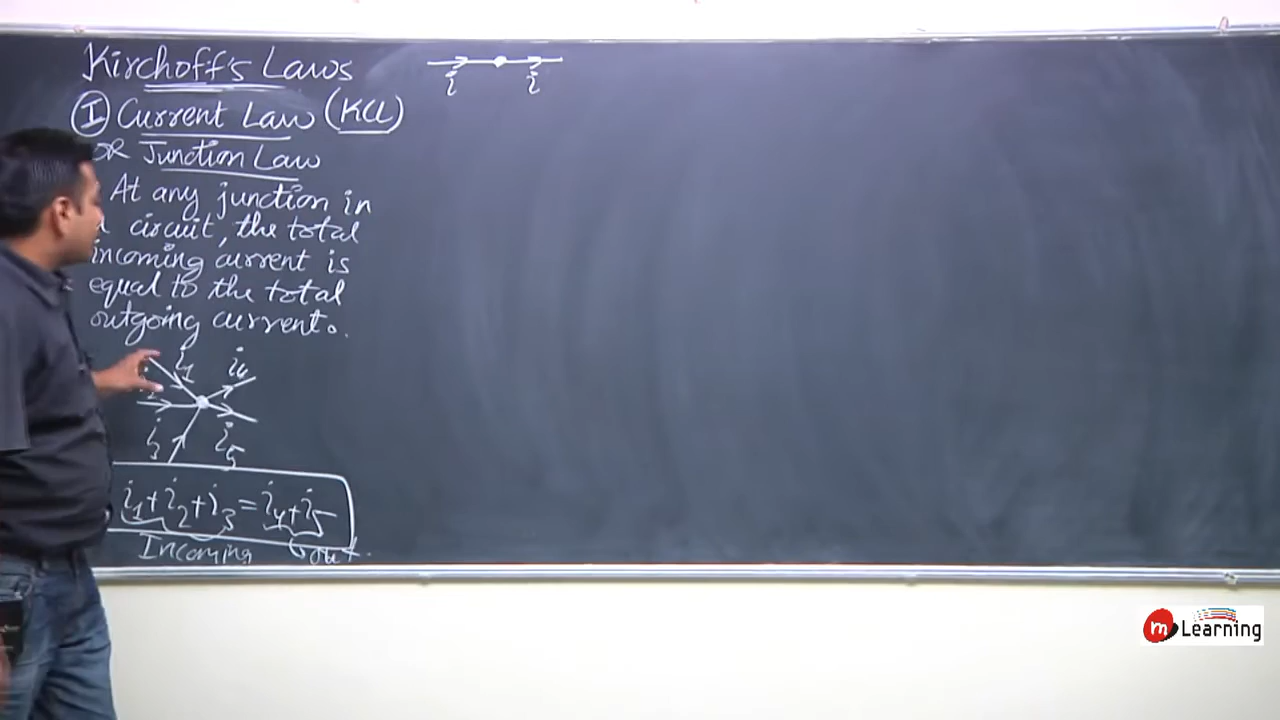 Kirchoff's Laws
I Current Law (KCL)
OR Junction Law
At any junction in
a circuit, the total
incoming current is
equal to the total
outgoing current.
i1 i4
i3 i5
i1+i2+i3=i4+i5
Incoming out
i i
m Learning